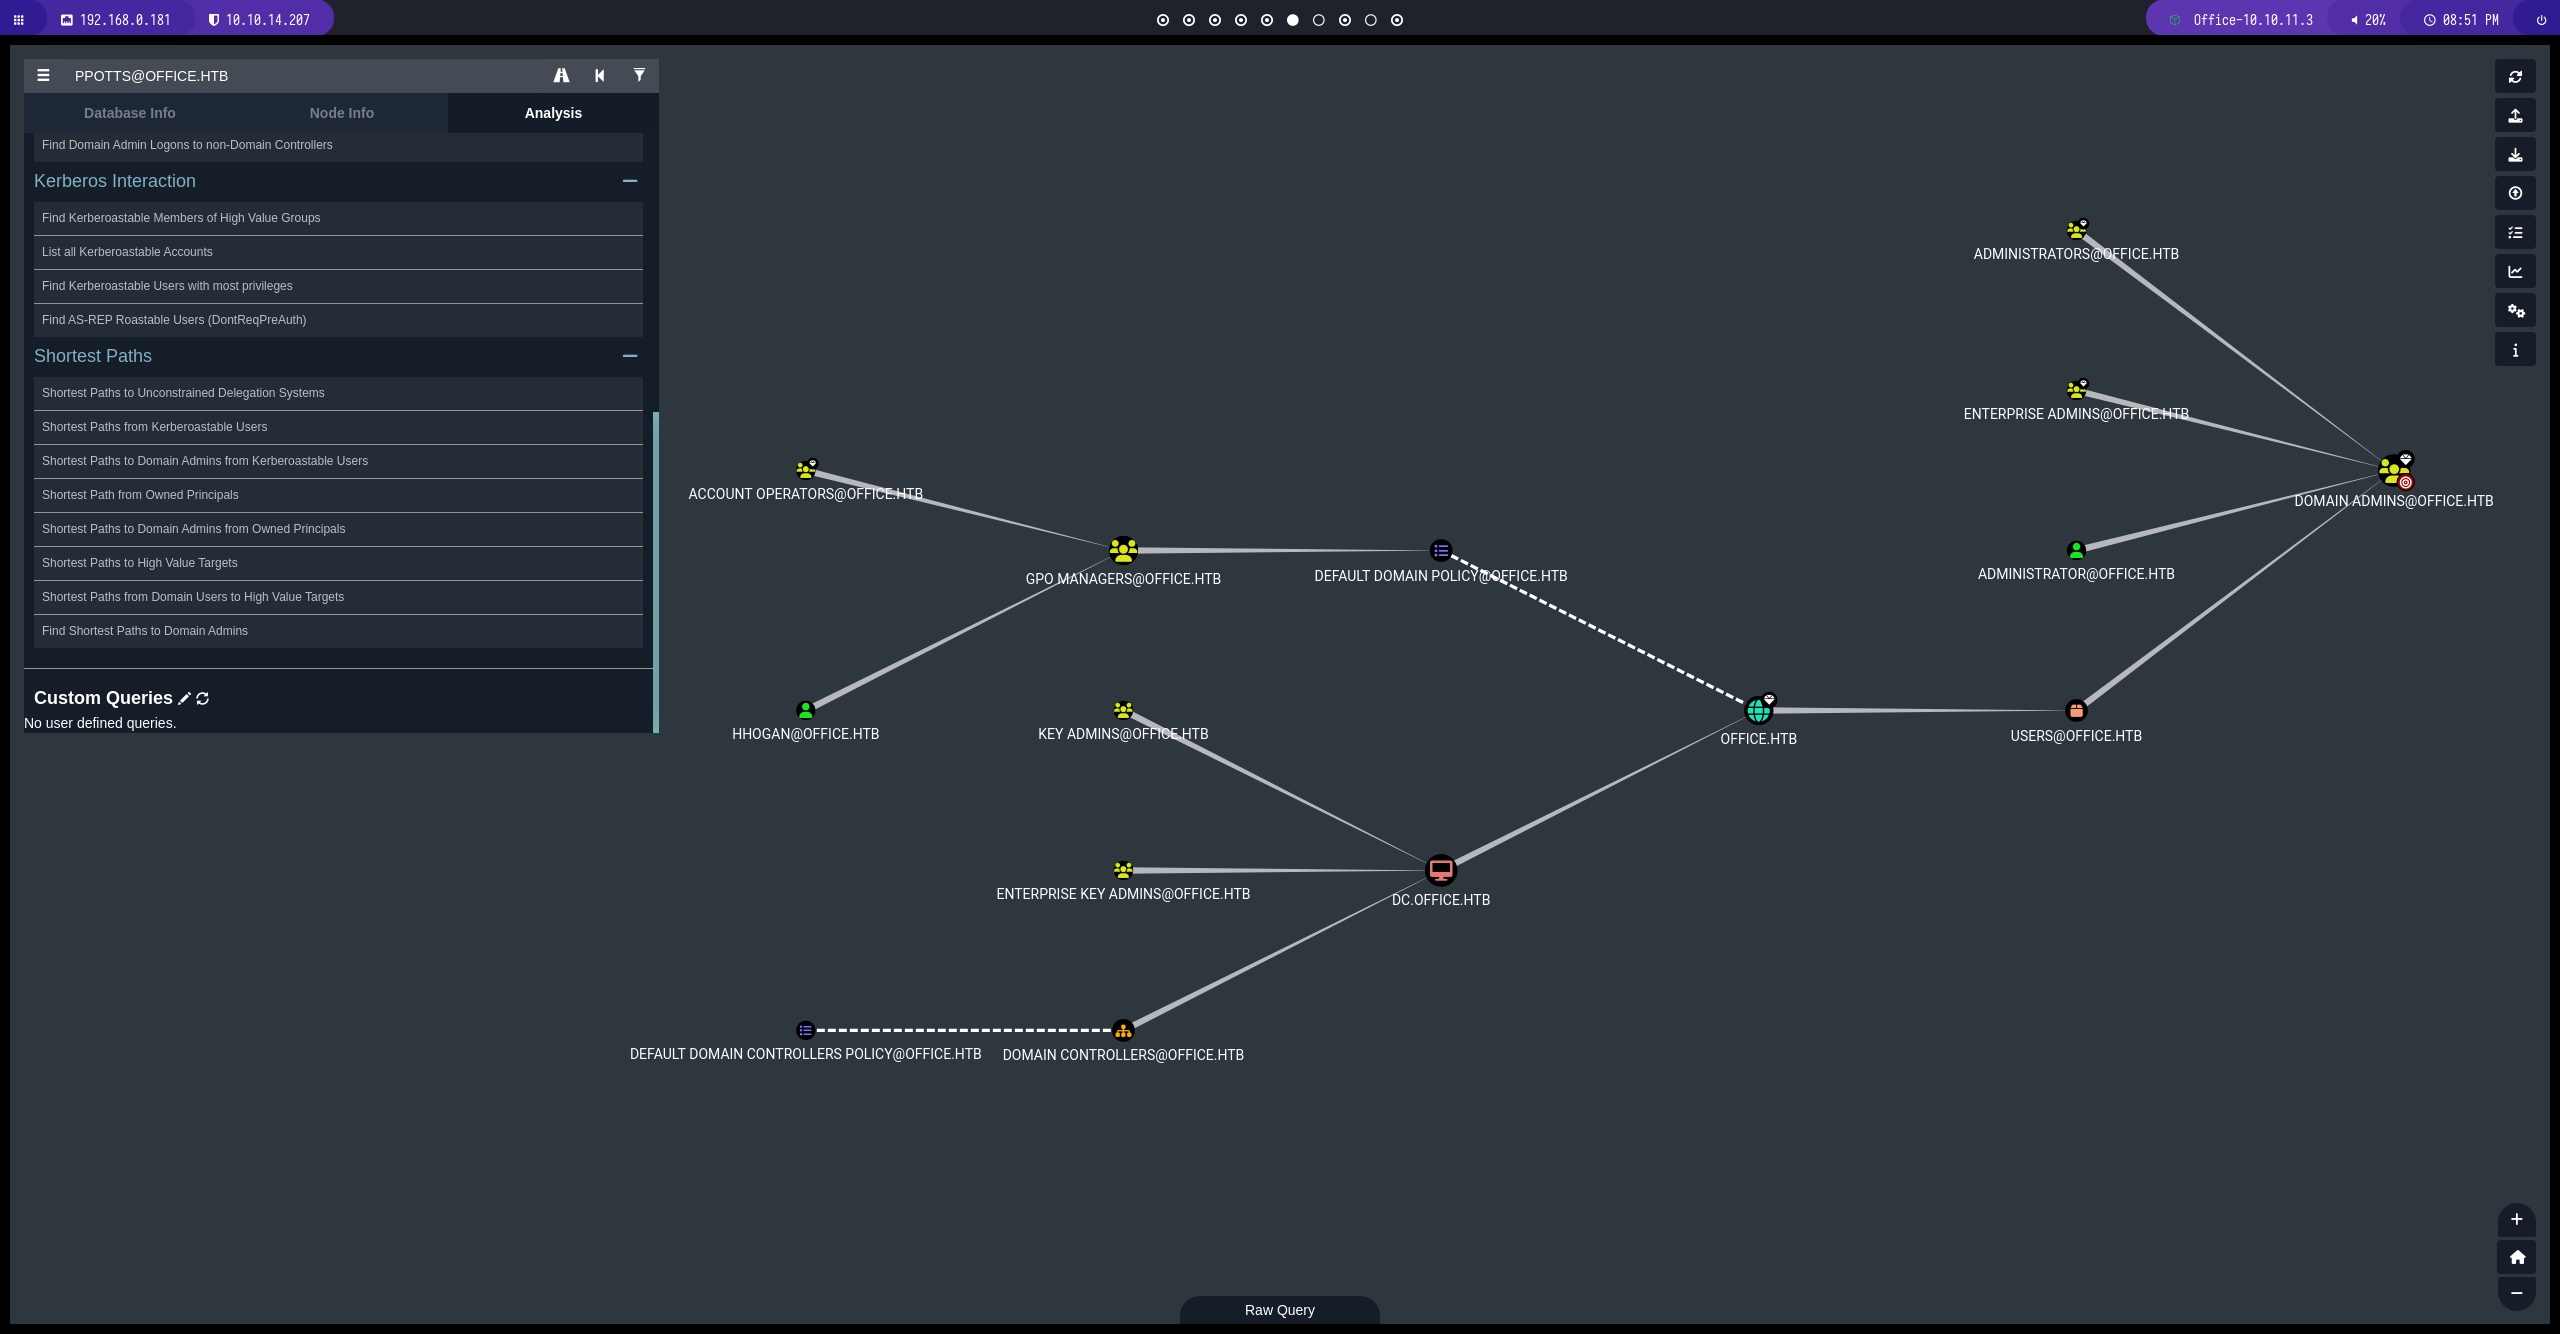 192.168.0.181 10.10.14.207 Office-10.10.11.3 20% 08:51 PM
PPOTTS@OFFICE.HTB
Database Info Node Info Analysis
Find Domain Admin Logons to non-Domain Controllers
Kerberos Interaction
Find Kerberoastable Members of High Value Groups
List all Kerberoastable Accounts
Find Kerberoastable Users with most privileges
Find AS-REP Roastable Users (DontReqPreAuth)
Shortest Paths
Shortest Paths to Unconstrained Delegation Systems
Shortest Paths from Kerberoastable Users
Shortest Paths to Domain Admins from Kerberoastable Users
Shortest Path from Owned Principals
Shortest Paths to Domain Admins from Owned Principals
Shortest Paths to High Value Targets
Shortest Paths from Domain Users to High Value Targets
Find Shortest Paths to Domain Admins
Custom Queries
No user defined queries.
ADMINISTRATORS@OFFICE.HTB
ENTERPRISE ADMINS@OFFICE.HTB
ACCOUNT OPERATORS@OFFICE.HTB
DOMAIN ADMINS@OFFICE.HTB
GPO MANAGERS@OFFICE.HTB
DEFAULT DOMAIN POLICY@OFFICE.HTB
ADMINISTRATOR@OFFICE.HTB
HHOGAN@OFFICE.HTB
KEY ADMINS@OFFICE.HTB
OFFICE.HTB
USERS@OFFICE.HTB
ENTERPRISE KEY ADMINS@OFFICE.HTB
DC.OFFICE.HTB
DEFAULT DOMAIN CONTROLLERS POLICY@OFFICE.HTB
DOMAIN CONTROLLERS@OFFICE.HTB
Raw Query